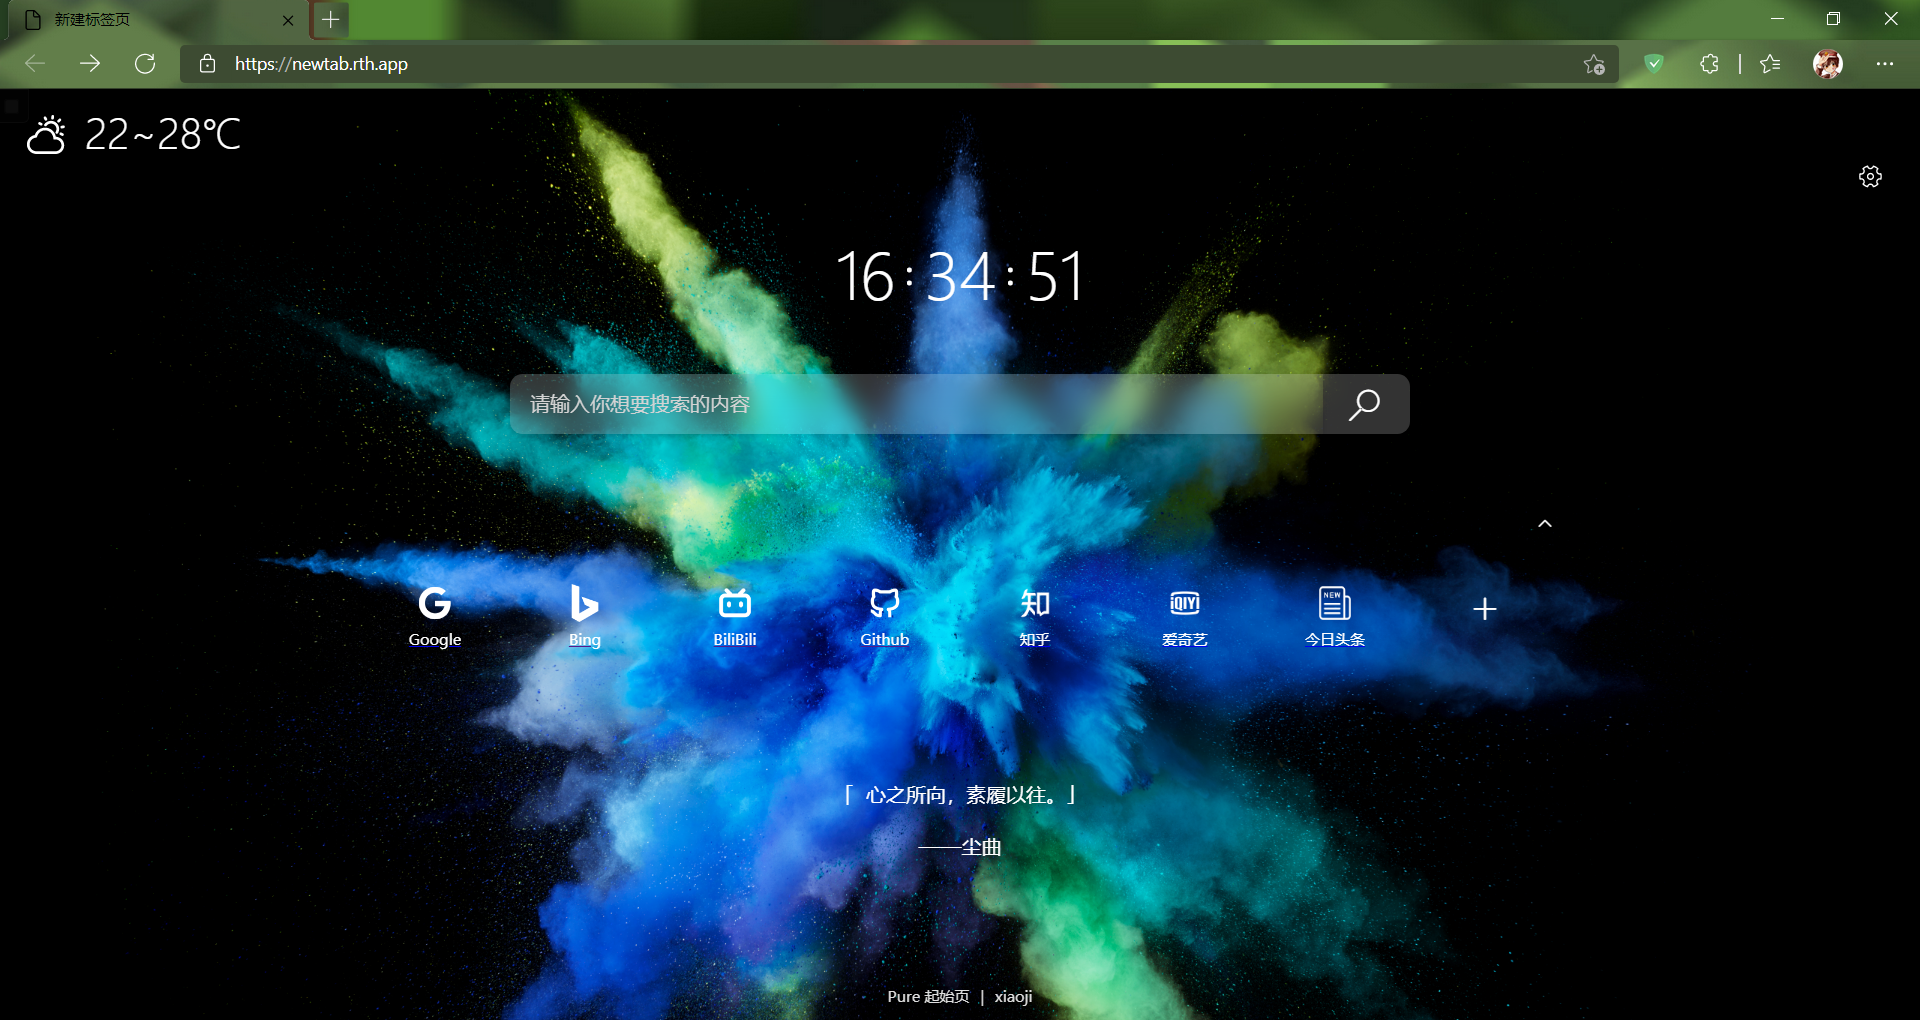 新建标签页
https://newtab.rth.app
22~28℃
16:34:51
请输入你想要搜索的内容
G
Google
b
Bing
BiliBili
Github
知
知乎
iQIYI
爱奇艺
NEW
今日头条
「 心之所向，素履以往。」
——尘曲
Pure 起始页 | xiaoji